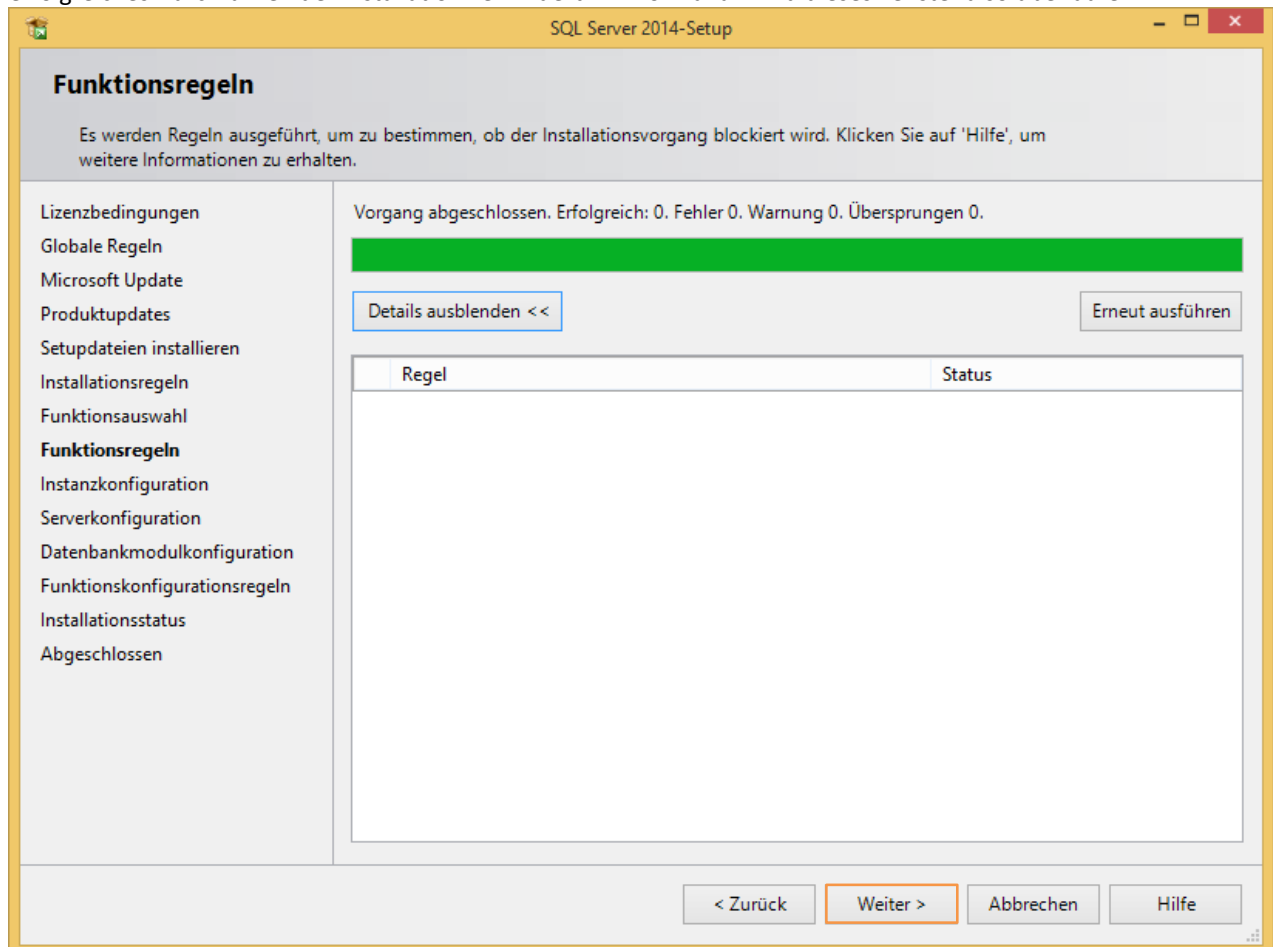 SQL Server 2014-Setup
Funktionsregeln
Es werden Regeln ausgeführt, um zu bestimmen, ob der Installationsvorgang blockiert wird. Klicken Sie auf 'Hilfe', um
weitere Informationen zu erhalten.
Lizenzbedingungen
Globale Regeln
Microsoft Update
Produktupdates
Setupdateien installieren
Installationsregeln
Funktionsauswahl
Funktionsregeln
Instanzkonfiguration
Serverkonfiguration
Datenbankmodulkonfiguration
Funktionskonfigurationsregeln
Installationsstatus
Abgeschlossen
Vorgang abgeschlossen. Erfolgreich: 0. Fehler 0. Warnung 0. Übersprungen 0.
Details ausblenden <<
Erneut ausführen
Regel
Status
< Zurück
Weiter >
Abbrechen
Hilfe